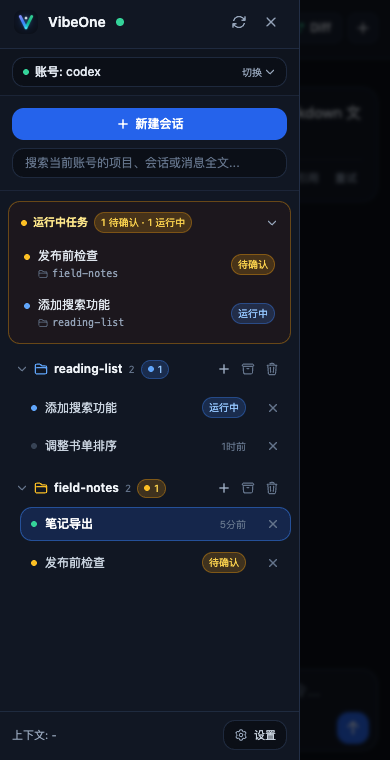 VibeOne
账号: codex
切换
+ 新建会话
搜索当前账号的项目、会话或消息全文...
运行中任务 1 待确认 · 1 运行中
发布前检查
field-notes
待确认
添加搜索功能
reading-list
运行中
reading-list 2 1
添加搜索功能 运行中
调整书单排序 1时前
field-notes 2 1
笔记导出 5分前
发布前检查 待确认
上下文: -
设置